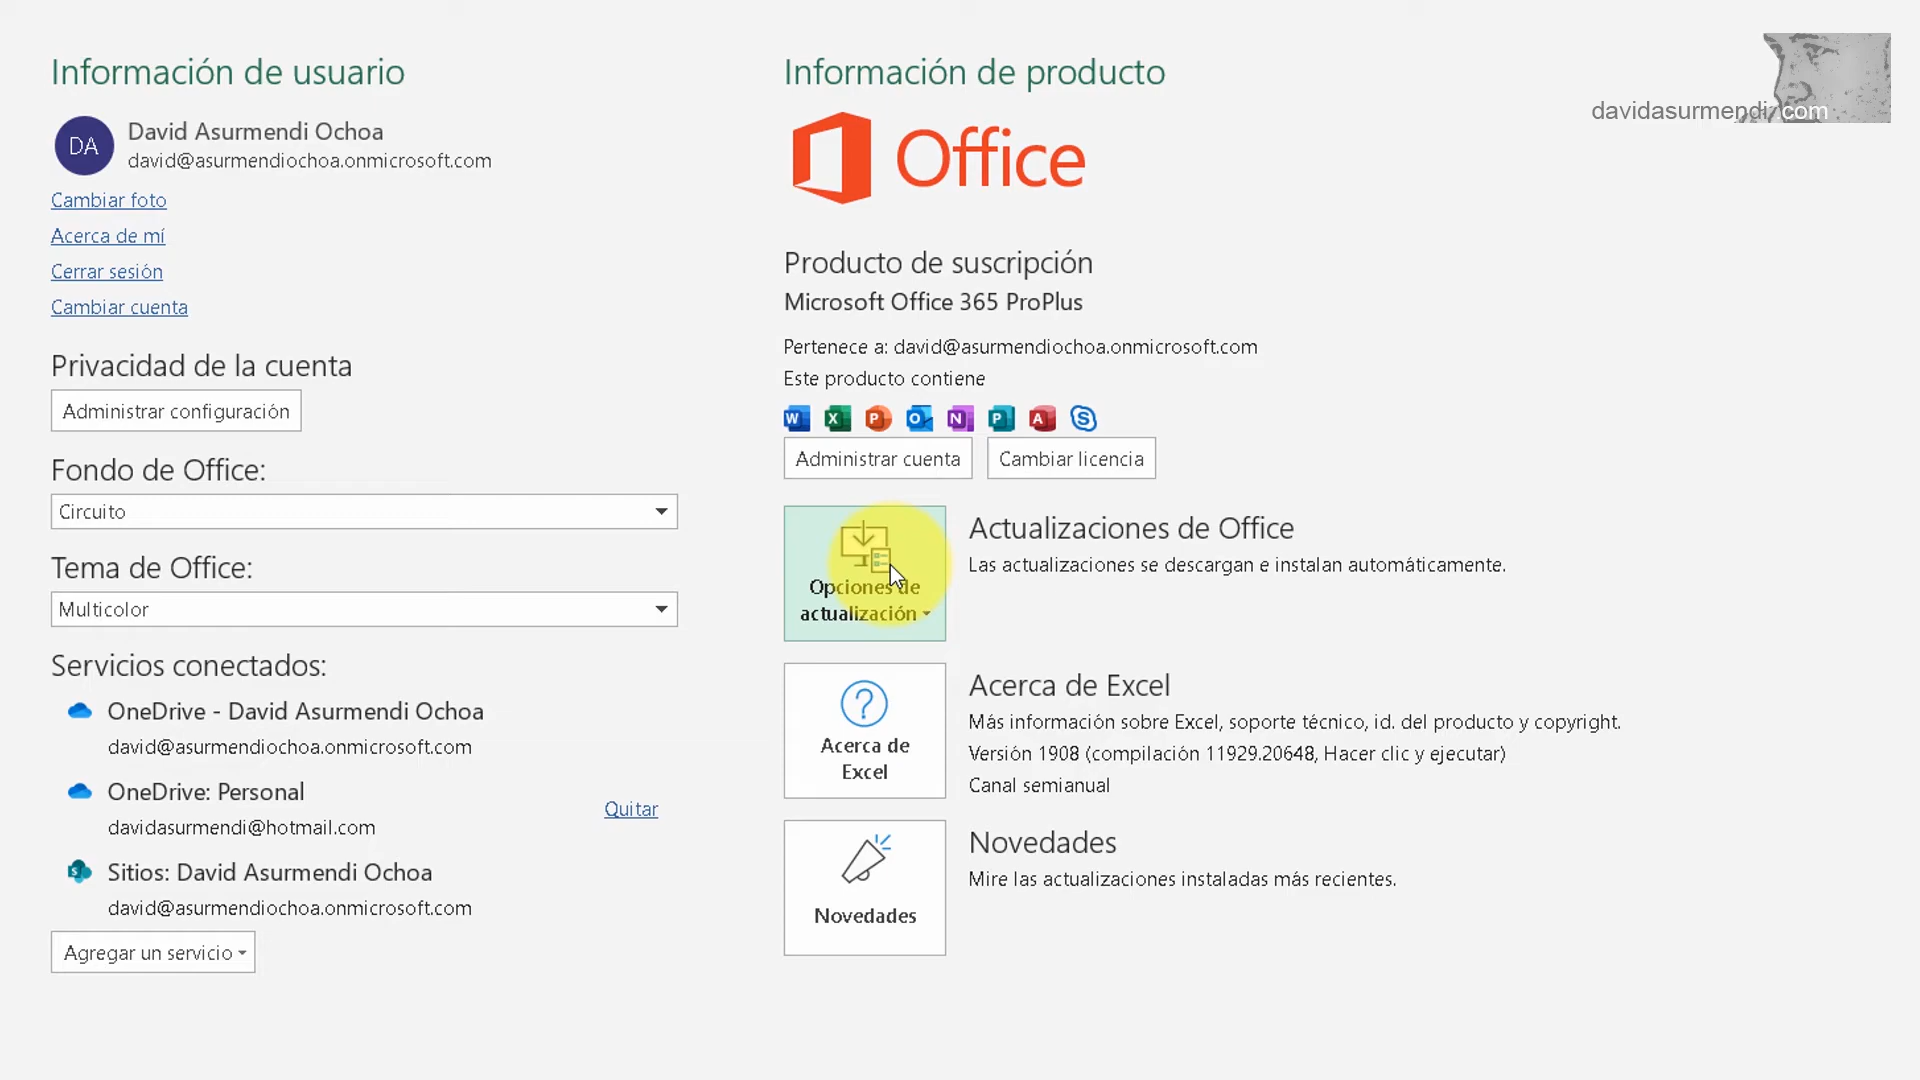 Información de usuario
DA
David Asurmendi Ochoa
david@asurmendiochoa.onmicrosoft.com
Cambiar foto
Acerca de mí
Cerrar sesión
Cambiar cuenta
Privacidad de la cuenta
Administrar configuración
Fondo de Office:
Circuito
Tema de Office:
Multicolor
Servicios conectados:
OneDrive - David Asurmendi Ochoa
david@asurmendiochoa.onmicrosoft.com
OneDrive: Personal
davidasurmendi@hotmail.com
Quitar
S
Sitios: David Asurmendi Ochoa
david@asurmendiochoa.onmicrosoft.com
Agregar un servicio
Información de producto
Office
Producto de suscripción
Microsoft Office 365 ProPlus
Pertenece a: david@asurmendiochoa.onmicrosoft.com
Este producto contiene
W X P O N P A S
Administrar cuenta Cambiar licencia
Opciones de
actualización
Actualizaciones de Office
Las actualizaciones se descargan e instalan automáticamente.
?
Acerca de
Excel
Acerca de Excel
Más información sobre Excel, soporte técnico, id. del producto y copyright.
Versión 1908 (compilación 11929.20648, Hacer clic y ejecutar)
Canal semianual
Novedades
Novedades
Mire las actualizaciones instaladas más recientes.
davidasurmendi.com